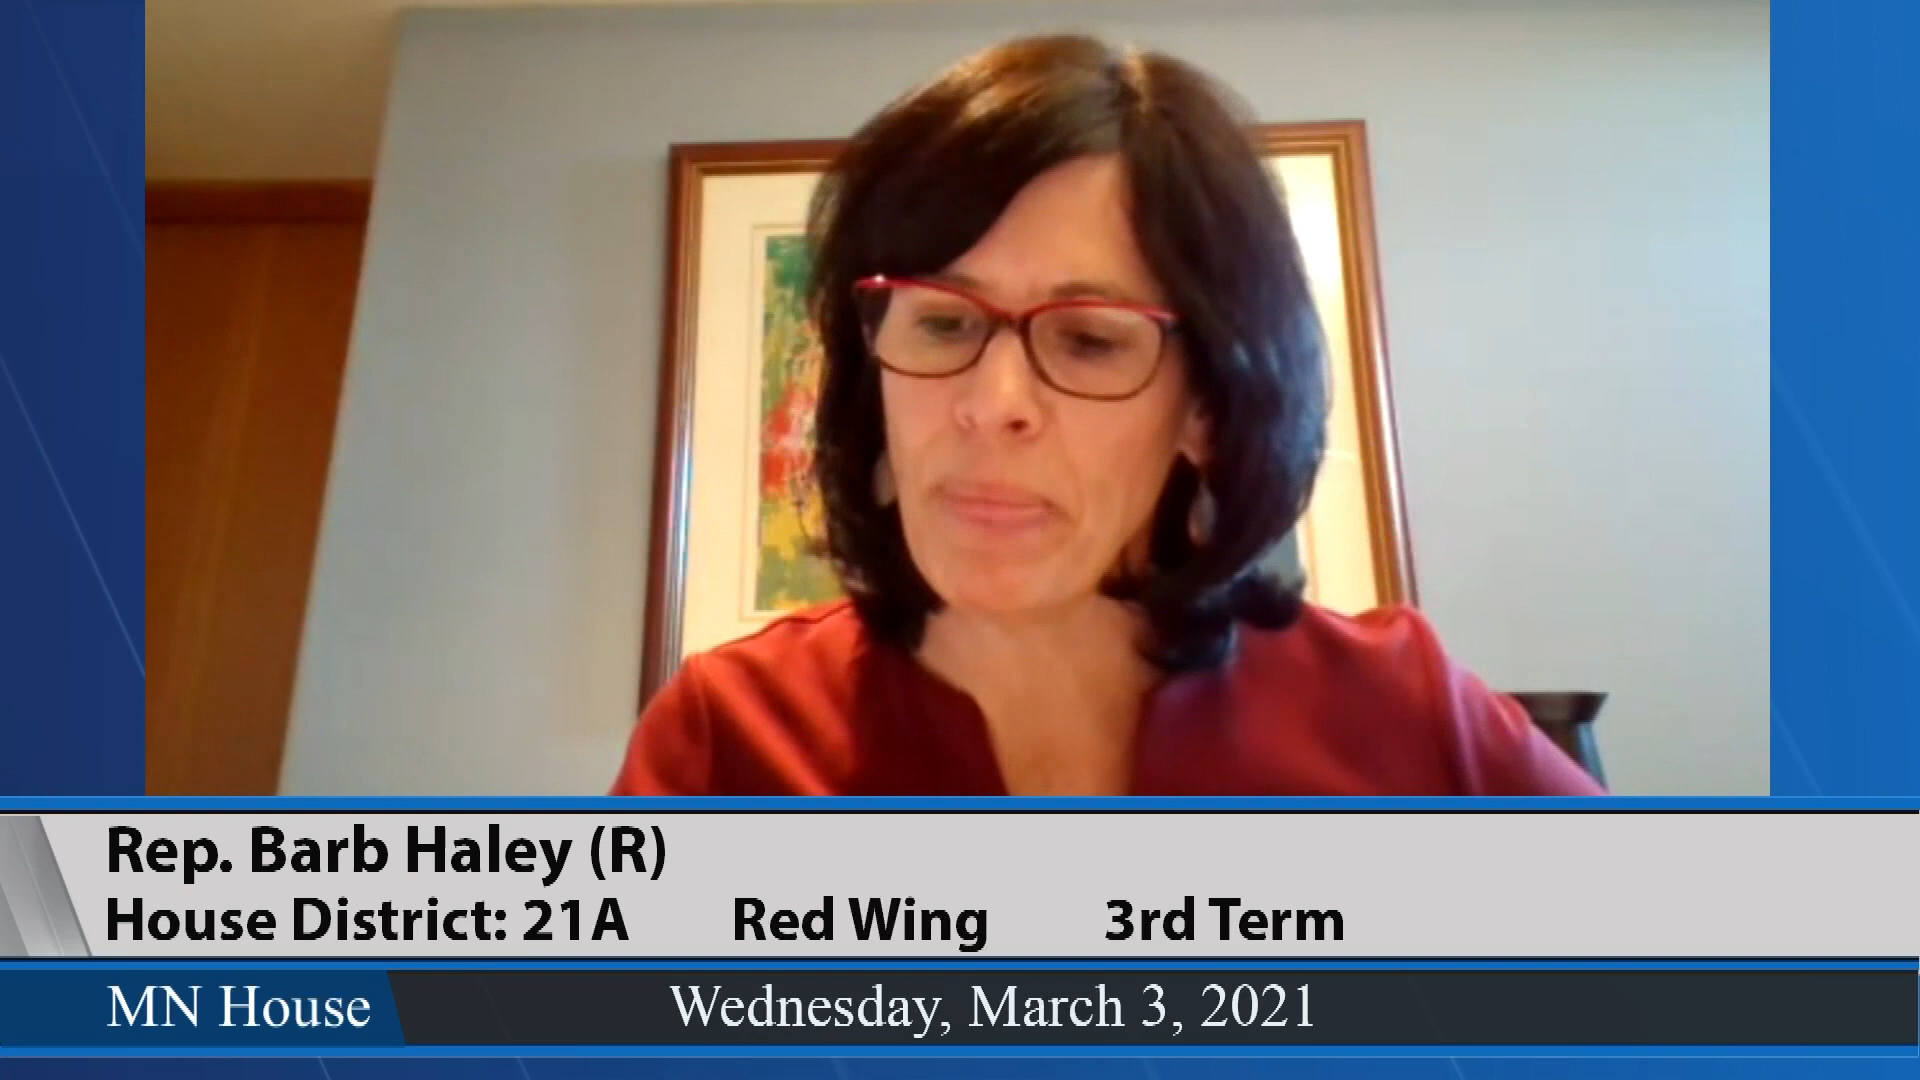 Rep. Barb Haley (R)
House District: 21A Red Wing 3rd Term
MN House Wednesday, March 3, 2021